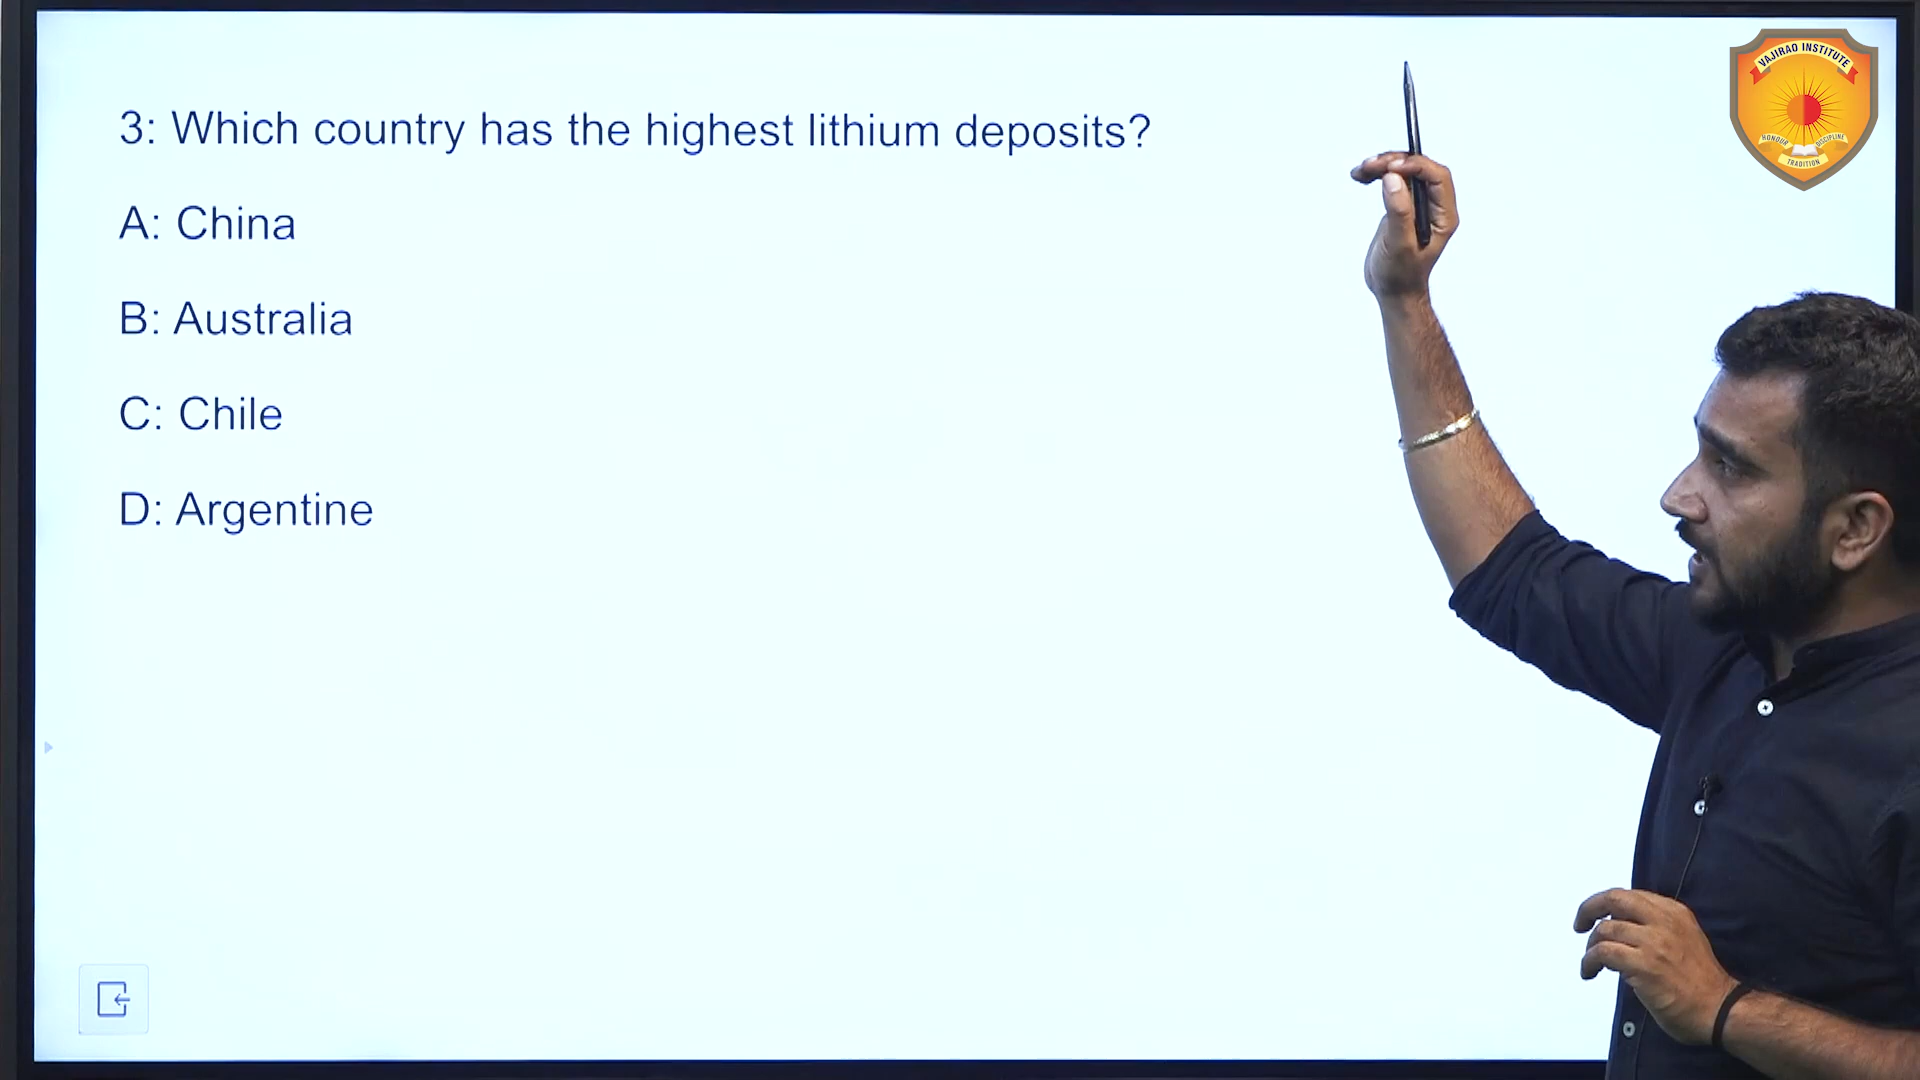 VAJIRAO INSTITUTE
HONOUR
DISCIPLINE
TRADITION
3: Which country has the highest lithium deposits?
A: China
B: Australia
C: Chile
D: Argentine